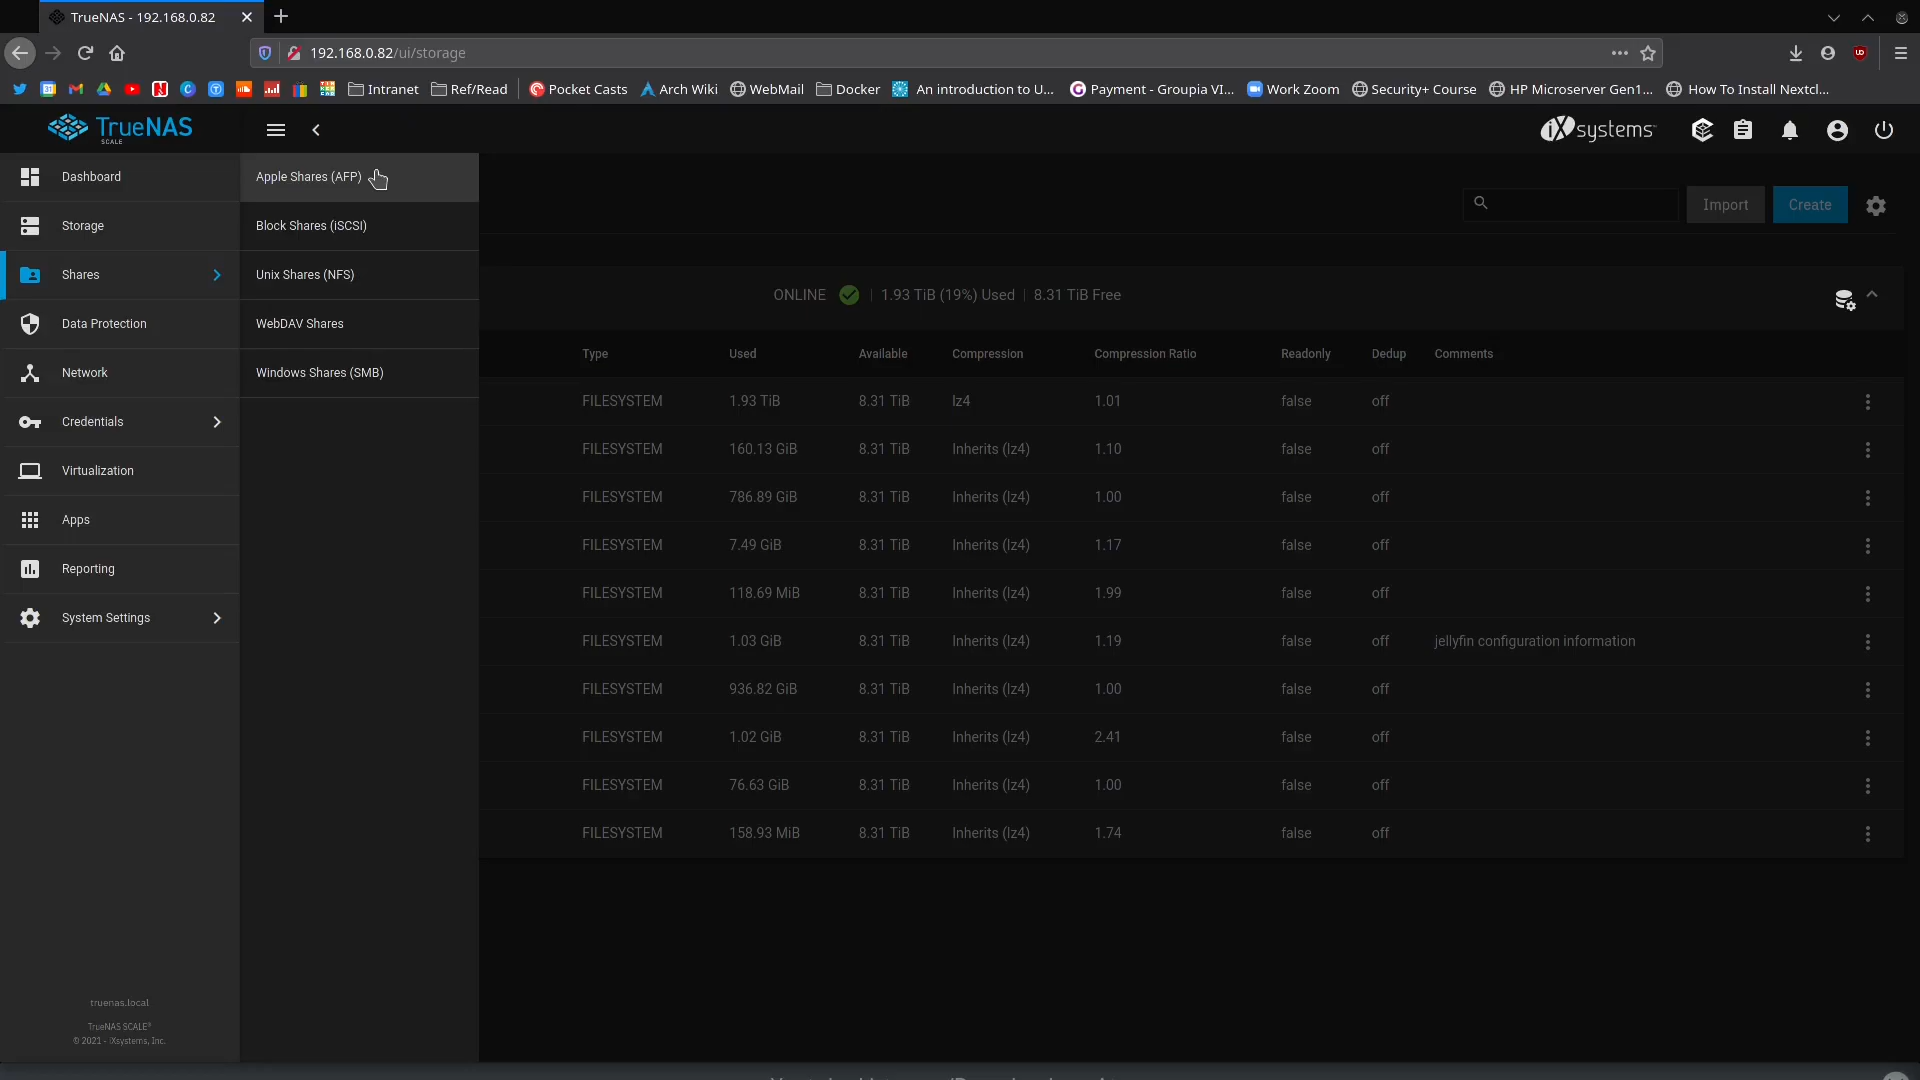 TrueNAS - 192.168.0.82
192.168.0.82/ui/storage
Intranet Ref/Read Pocket Casts Arch Wiki WebMail Docker An introduction to U... Payment - Groupia VI... Work Zoom Security+ Course HP Microserver Gen1... How To Install Nextcl...
TrueNAS
SCALE
iXsystems
Dashboard
Storage
Shares
Data Protection
Network
Credentials
Virtualization
Apps
Reporting
System Settings
truenas.local
TrueNAS SCALE®
© 2021 - iXsystems, Inc.
Apple Shares (AFP)
Block Shares (iSCSI)
Unix Shares (NFS)
WebDAV Shares
Windows Shares (SMB)
Import Create
ONLINE | 1.93 TiB (19%) Used | 8.31 TiB Free
Type Used Available Compression Compression Ratio Readonly Dedup Comments
FILESYSTEM 1.93 TiB 8.31 TiB lz4 1.01 false off
FILESYSTEM 160.13 GiB 8.31 TiB Inherits (lz4) 1.10 false off
FILESYSTEM 786.89 GiB 8.31 TiB Inherits (lz4) 1.00 false off
FILESYSTEM 7.49 GiB 8.31 TiB Inherits (lz4) 1.17 false off
FILESYSTEM 118.69 MiB 8.31 TiB Inherits (lz4) 1.99 false off
FILESYSTEM 1.03 GiB 8.31 TiB Inherits (lz4) 1.19 false off jellyfin configuration information
FILESYSTEM 936.82 GiB 8.31 TiB Inherits (lz4) 1.00 false off
FILESYSTEM 1.02 GiB 8.31 TiB Inherits (lz4) 2.41 false off
FILESYSTEM 76.63 GiB 8.31 TiB Inherits (lz4) 1.00 false off
FILESYSTEM 158.93 MiB 8.31 TiB Inherits (lz4) 1.74 false off